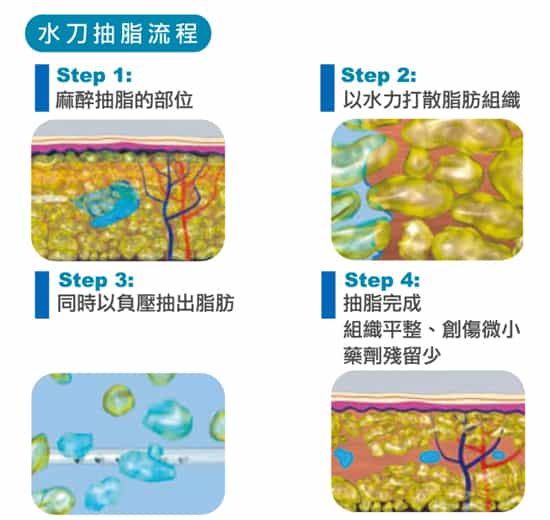 水刀抽脂流程
Step 1:
麻醉抽脂的部位
Step 2:
以水力打散脂肪組織
Step 3:
同時以負壓抽出脂肪
Step 4:
抽脂完成
組織平整、創傷微小
藥劑殘留少